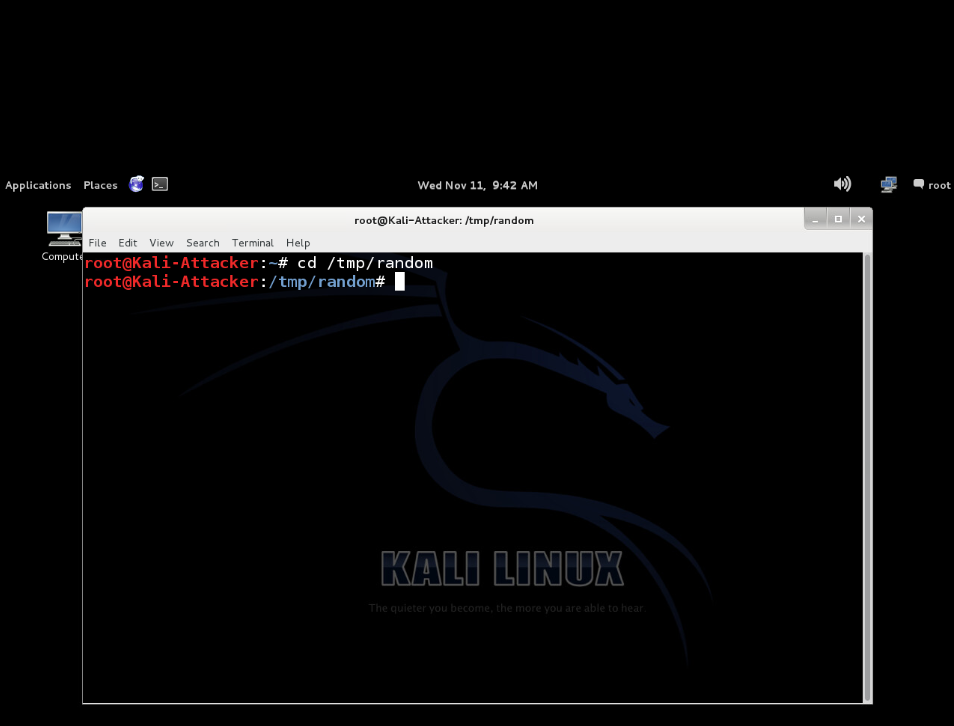 Applications Places Wed Nov 11, 9:42 AM root
root@Kali-Attacker: /tmp/random
Compute
File Edit View Search Terminal Help
root@Kali-Attacker:~# cd /tmp/random
root@Kali-Attacker:/tmp/random#
KALI LINUX
The quieter you become, the more you are able to hear